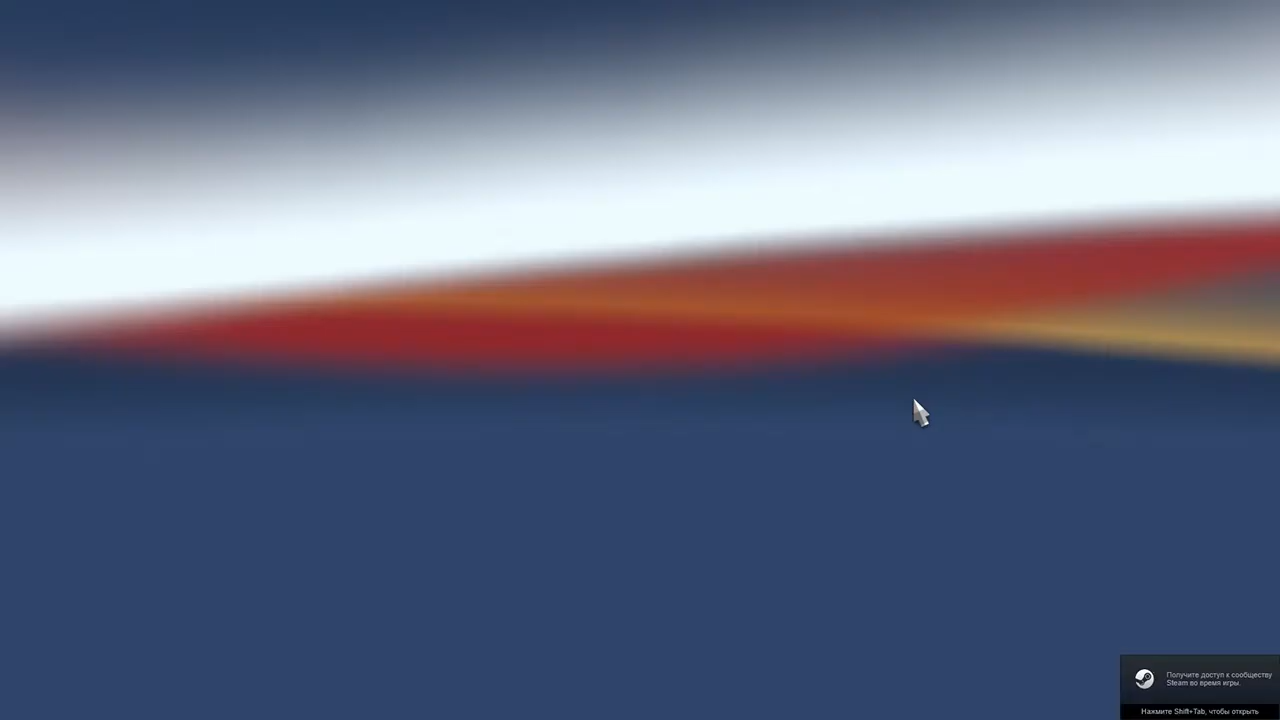 Получите доступ к сообществу
Steam во время игры.
Нажмите Shift+Tab, чтобы открыть